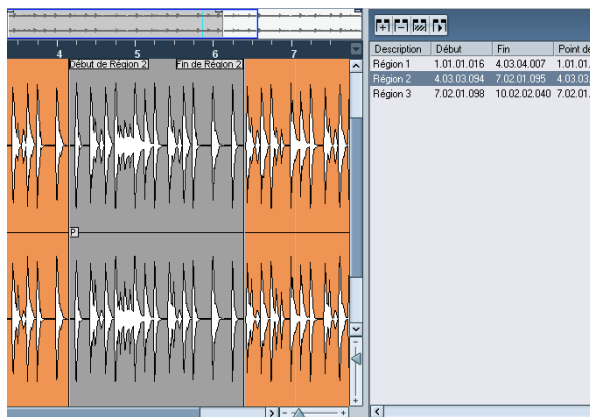 4 5 6 7
Début de Région 2 Fin de Région 2
P
Description Début Fin Point de
Région 1 1.01.01.016 4.03.04.007 1.01.01.
Région 2 4.03.03.094 7.02.01.095 4.03.03.
Région 3 7.02.01.098 10.02.02.040 7.02.01.